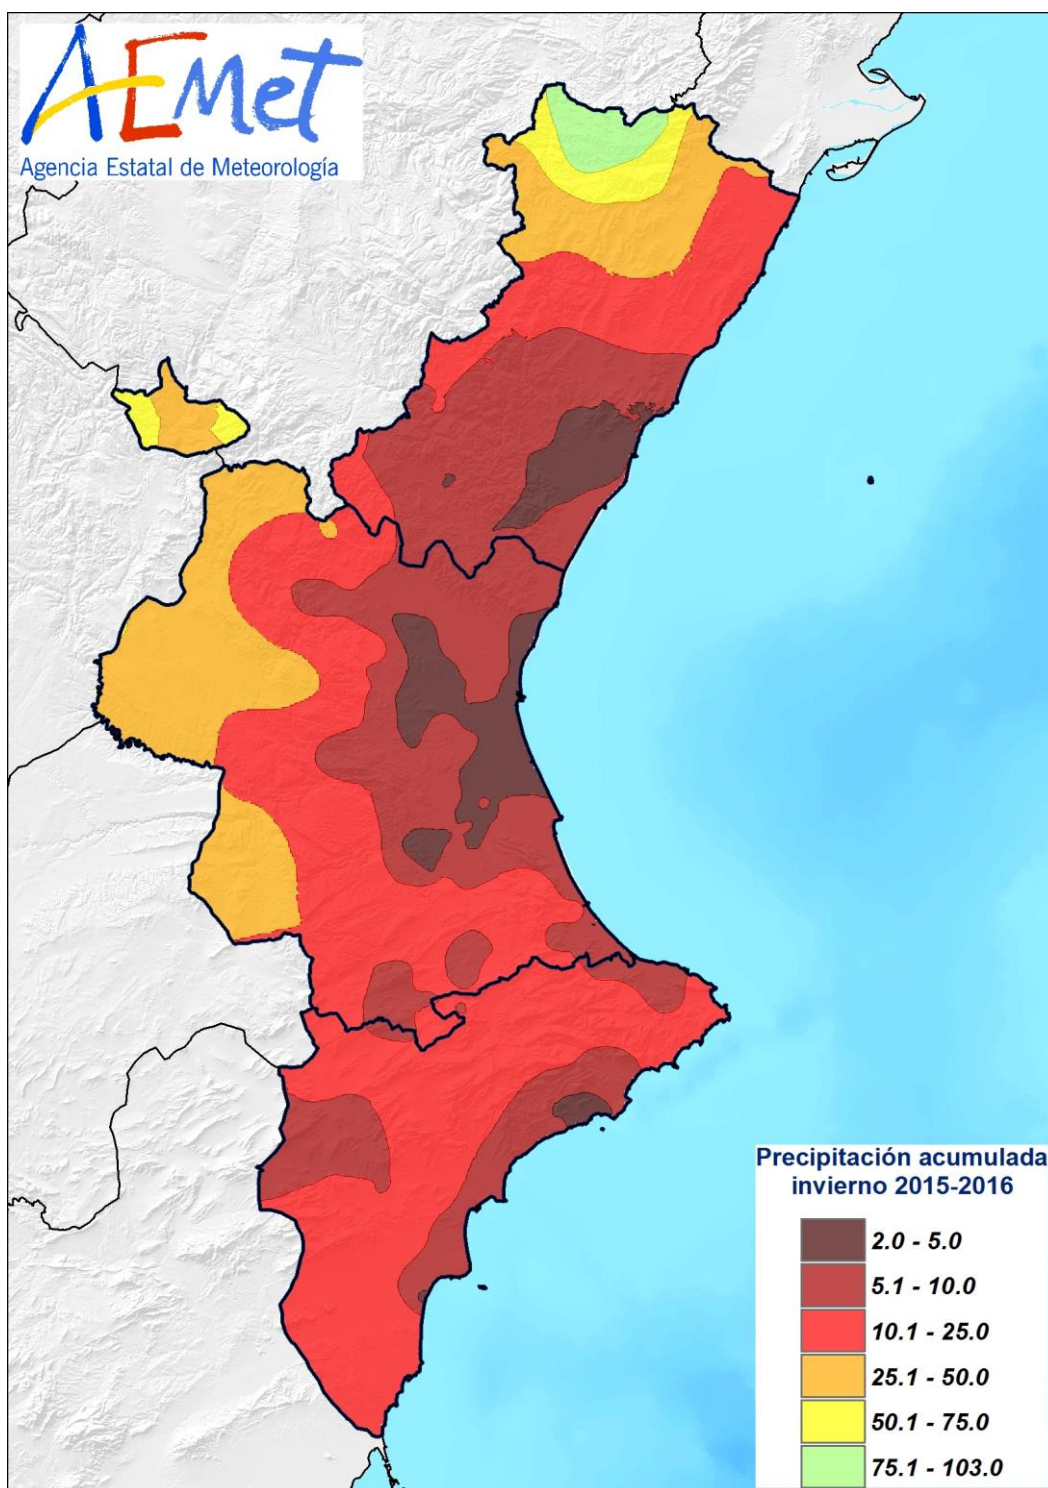 AEMet
Agencia Estatal de Meteorología
Precipitación acumulada
invierno 2015-2016
2.0 - 5.0
5.1 - 10.0
10.1 - 25.0
25.1 - 50.0
50.1 - 75.0
75.1 - 103.0